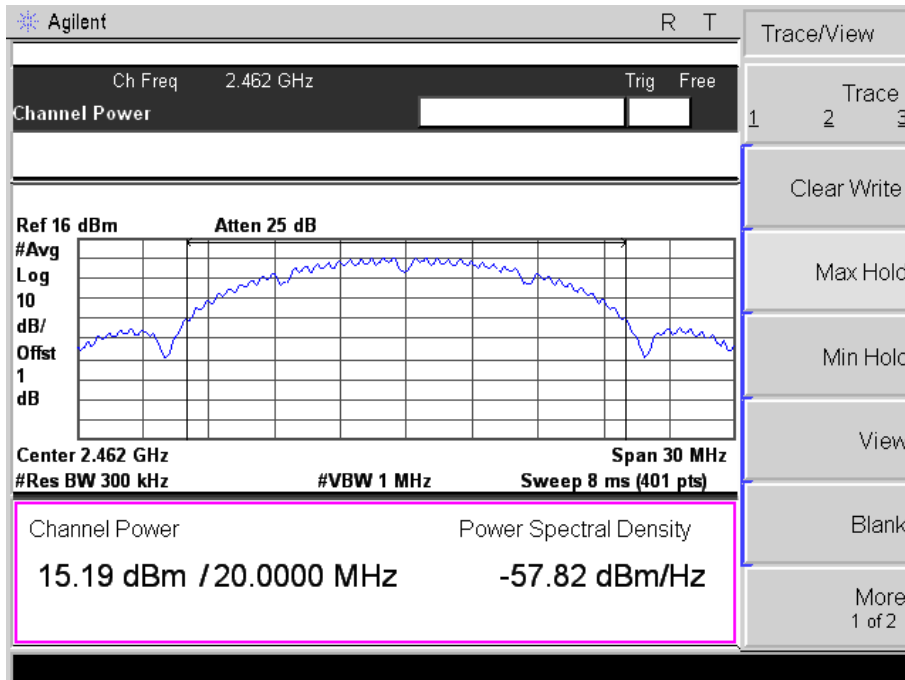 Agilent R T
Ch Freq 2.462 GHz Trig Free
Channel Power
Ref 16 dBm Atten 25 dB
#Avg
Log
10
dB/
Offst
1
dB
Center 2.462 GHz Span 30 MHz
#Res BW 300 kHz #VBW 1 MHz Sweep 8 ms (401 pts)
Channel Power Power Spectral Density
15.19 dBm / 20.0000 MHz -57.82 dBm/Hz
Trace/View
Trace
1 2 3
Clear Write
Max Hold
Min Hold
View
Blank
More
1 of 2